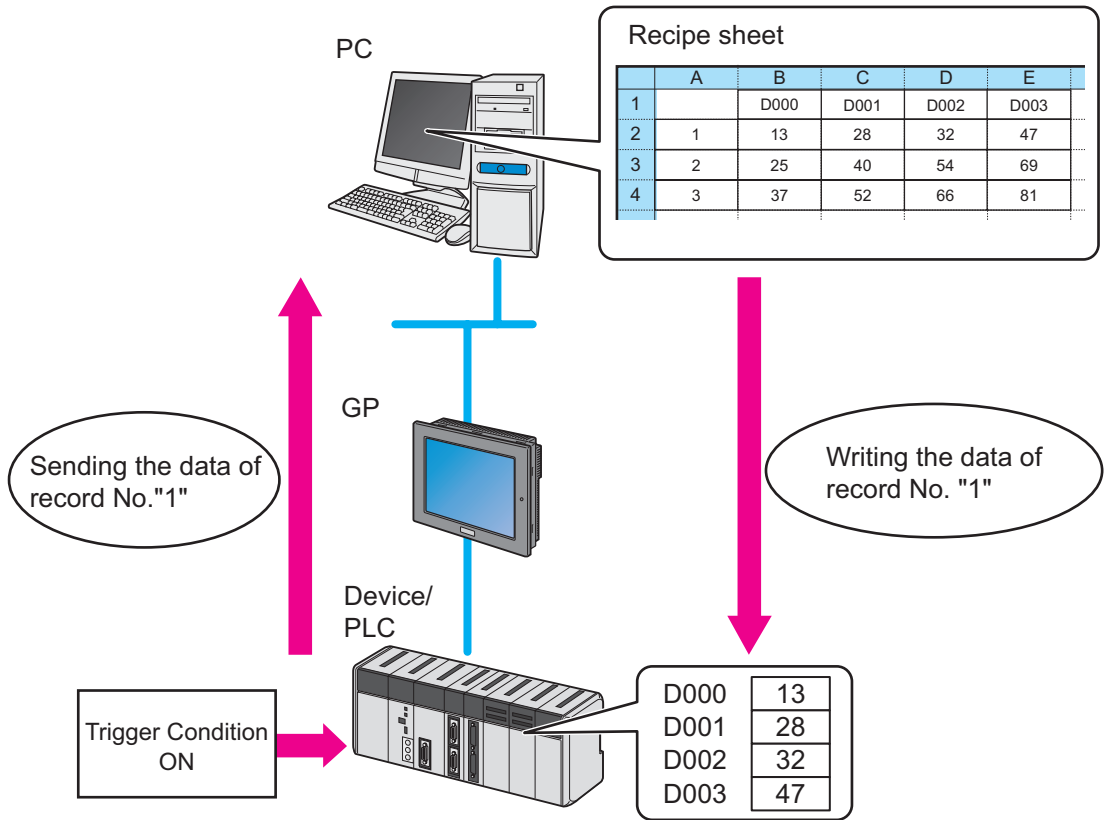 PC
Recipe sheet
A B C D E
1 D000 D001 D002 D003
2 1 13 28 32 47
3 2 25 40 54 69
4 3 37 52 66 81
GP
Sending the data of
record No."1"
Writing the data of
record No. "1"
Device/
PLC
Trigger Condition
ON
D000 13
D001 28
D002 32
D003 47